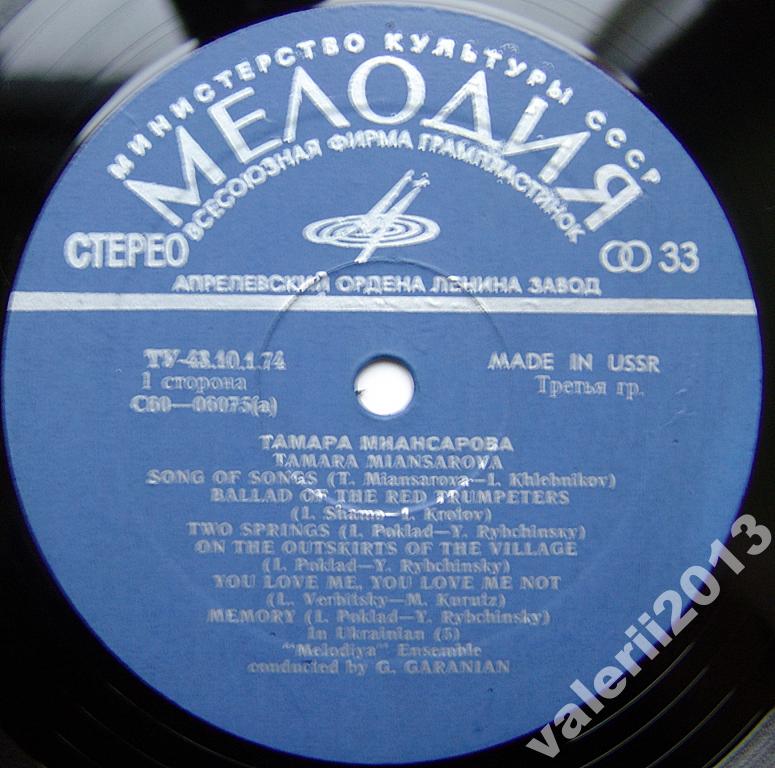 МИНИСТЕРСТВО КУЛЬТУРЫ СССР
МЕЛОДИЯ
ВСЕСОЮЗНАЯ ФИРМА ГРАМПЛАСТИНОК
СТЕРЕО
33
АПРЕЛЕВСКИЙ ОРДЕНА ЛЕНИНА ЗАВОД
ТУ-43.10.1.74
1 сторона
С60—06075(а)
MADE IN USSR
Третья гр.
ТАМАРА МИАНСАРОВА
TAMARA MIANSAROVA
SONG OF SONGS (T. Miansarova—I. Khlebnikov)
BALLAD OF THE RED TRUMPETERS
(I. Shamo—I. Krolov)
TWO SPRINGS (I. Poklad—Y. Rybchinsky)
ON THE OUTSKIRTS OF THE VILLAGE
(I. Poklad—Y. Rybchinsky)
YOU LOVE ME, YOU LOVE ME NOT
(L. Verbitsky—M. Kurutz)
MEMORY (I. Poklad—Y. Rybchinsky)
In Ukrainian (5)
"Melodiya" Ensemble
conducted by G. GARANIAN
valerii2013